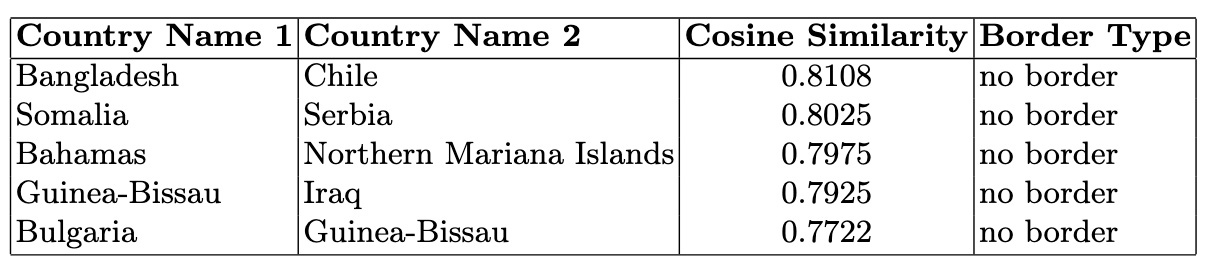 Country Name 1 Country Name 2 Cosine Similarity Border Type
Bangladesh Chile 0.8108 no border
Somalia Serbia 0.8025 no border
Bahamas Northern Mariana Islands 0.7975 no border
Guinea-Bissau Iraq 0.7925 no border
Bulgaria Guinea-Bissau 0.7722 no border